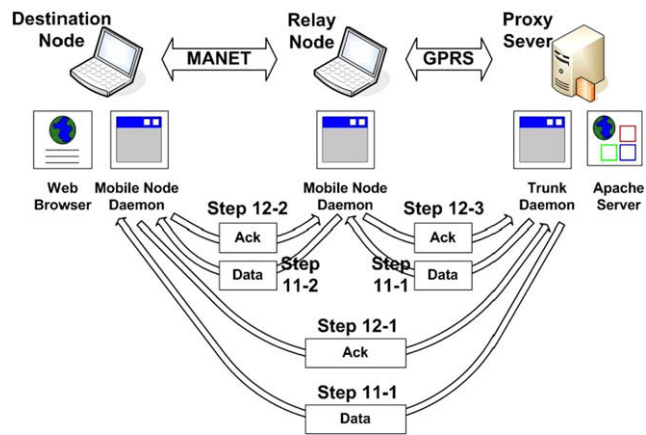 Destination
Node
Relay
Node
Proxy
Sever
MANET
GPRS
Web
Browser
Mobile Node
Daemon
Mobile Node
Daemon
Trunk
Daemon
Apache
Server
Step 12-2
Ack
Step 12-3
Ack
Data
Step
11-2
Step
11-1
Data
Step 12-1
Ack
Step 11-1
Data